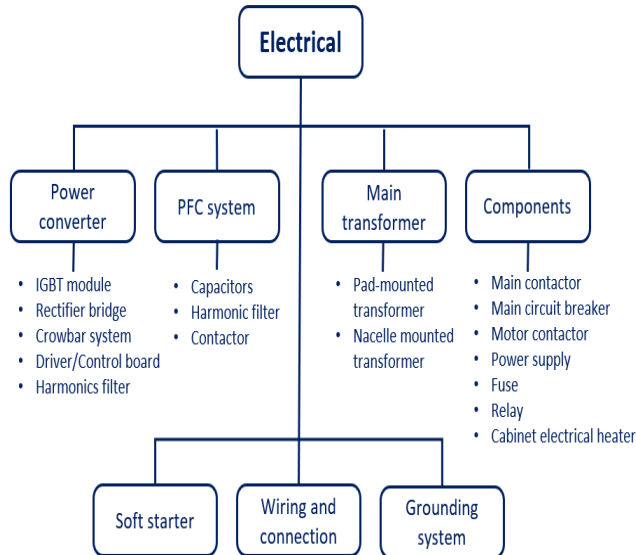 Electrical
Power
converter
PFC system
Main
transformer
Components
• IGBT module
• Rectifier bridge
• Crowbar system
• Driver/Control board
• Harmonics filter
• Capacitors
• Harmonic filter
• Contactor
• Pad-mounted
transformer
• Nacelle mounted
transformer
• Main contactor
• Main circuit breaker
• Motor contactor
• Power supply
• Fuse
• Relay
• Cabinet electrical heater
Soft starter
Wiring and
connection
Grounding
system